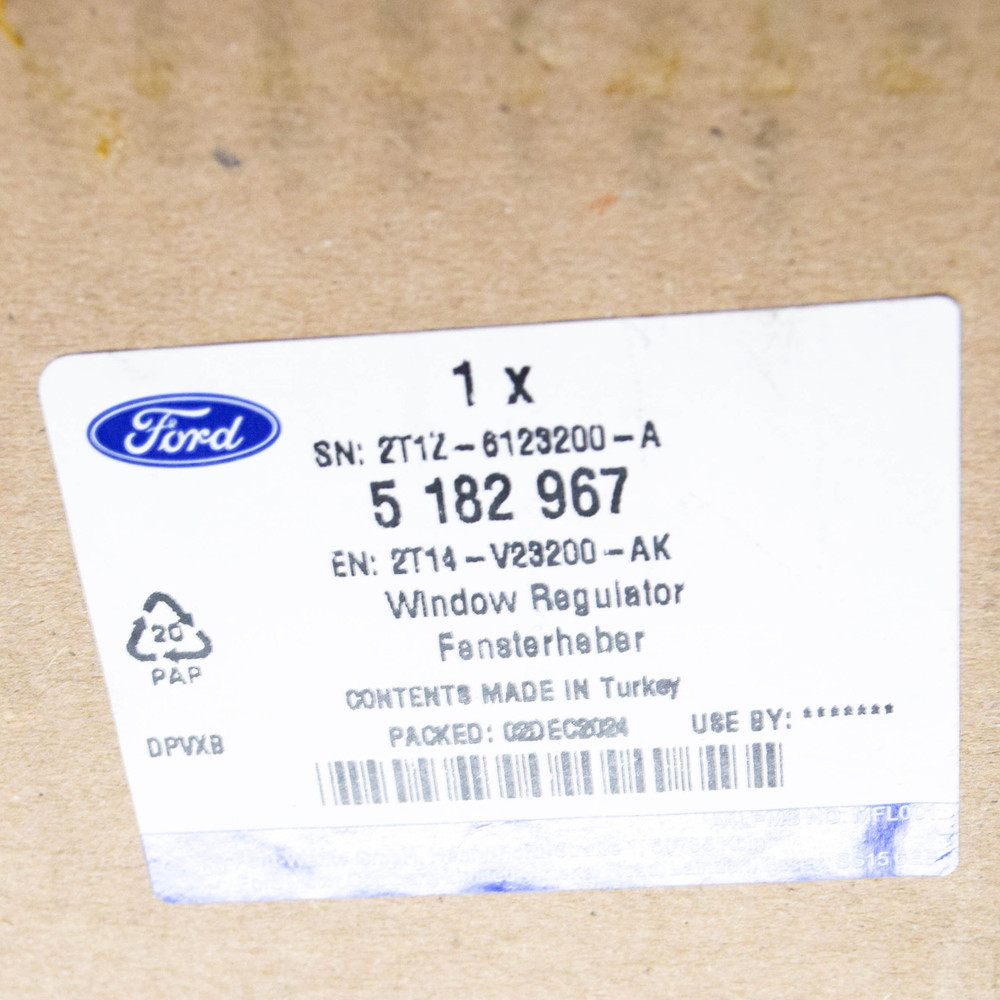 1 x
Ford
SN: 2T1Z-6123200-A
5 182 967
EN: 2T14-V23200-AK
Window Regulator
20
Fensterheber
PAP
CONTENTS MADE IN Turkey
PACKED: 02DEC2024 USE BY: *******
DPVXB